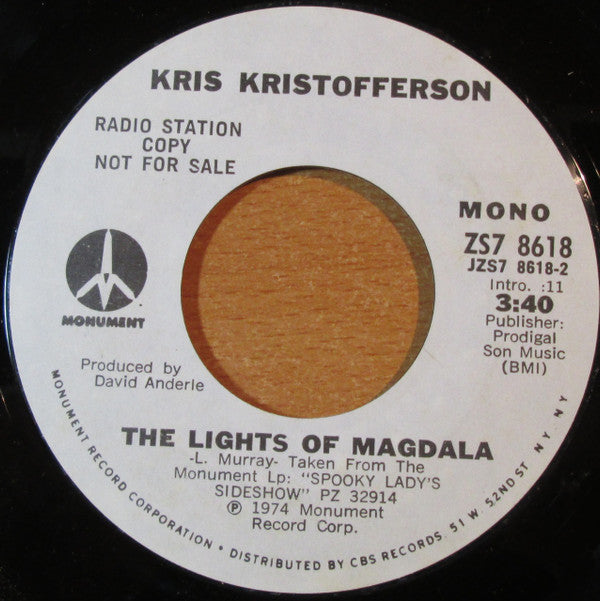 KRIS KRISTOFFERSON
RADIO STATION
COPY
NOT FOR SALE
MONUMENT
Produced by
David Anderle
MONO
ZS7 8618
JZS7 8618-2
Intro. :11
3:40
Publisher:
Prodigal
Son Music
(BMI)
THE LIGHTS OF MAGDALA
-L. Murray- Taken From The
Monument Lp: "SPOOKY LADY'S
SIDESHOW" PZ 32914
℗ 1974 Monument
Record Corp.
MONUMENT RECORD CORPORATION. • DISTRIBUTED BY CBS RECORDS. 51 W. 52ND ST. N.Y. N.Y.